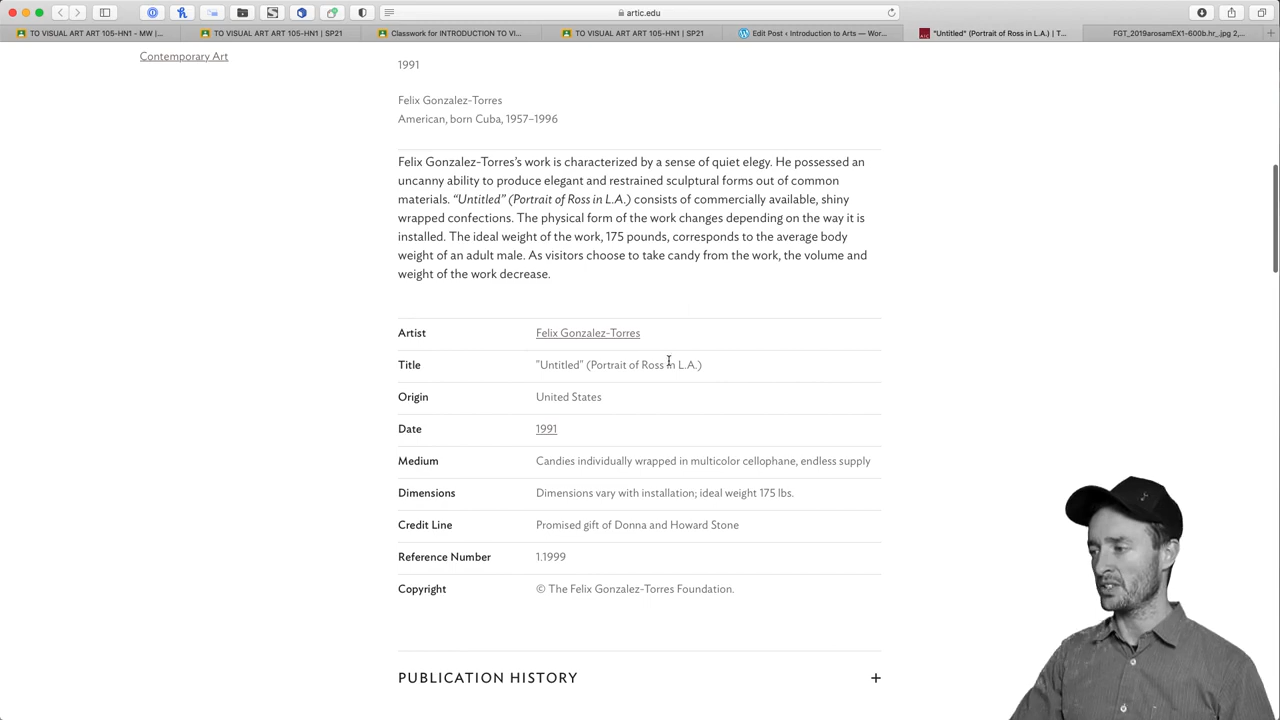 artic.edu
TO VISUAL ART ART 105-HN1 - MW |...
TO VISUAL ART ART 105-HN1 | SP21
Classwork for INTRODUCTION TO VI...
TO VISUAL ART ART 105-HN1 | SP21
Edit Post ‹ Introduction to Arts — Wor...
"Untitled" (Portrait of Ross in L.A.) | T...
FGT_2019arosamEX1-600b.hr_.jpg 2,...
Contemporary Art
1991
Felix Gonzalez-Torres
American, born Cuba, 1957–1996
Felix Gonzalez-Torres’s work is characterized by a sense of quiet elegy. He possessed an
uncanny ability to produce elegant and restrained sculptural forms out of common
materials. “Untitled” (Portrait of Ross in L.A.) consists of commercially available, shiny
wrapped confections. The physical form of the work changes depending on the way it is
installed. The ideal weight of the work, 175 pounds, corresponds to the average body
weight of an adult male. As visitors choose to take candy from the work, the volume and
weight of the work decrease.
Artist Felix Gonzalez-Torres
Title "Untitled" (Portrait of Ross in L.A.)
Origin United States
Date 1991
Medium Candies individually wrapped in multicolor cellophane, endless supply
Dimensions Dimensions vary with installation; ideal weight 175 lbs.
Credit Line Promised gift of Donna and Howard Stone
Reference Number 1.1999
Copyright © The Felix Gonzalez-Torres Foundation.
PUBLICATION HISTORY +